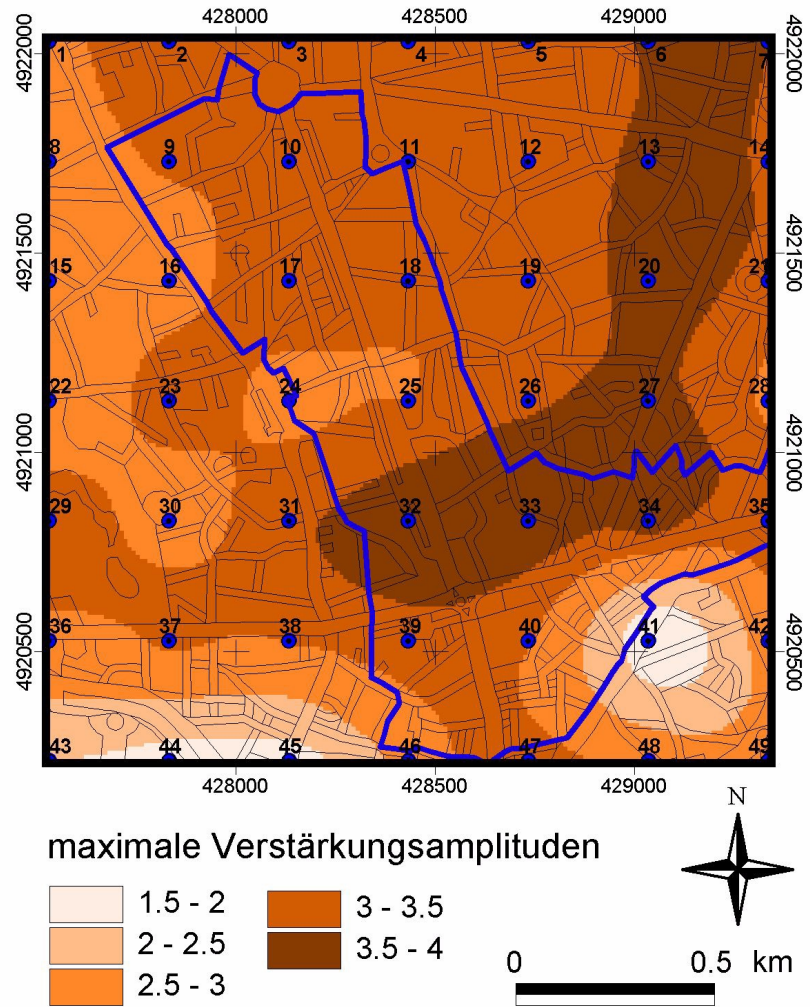 428000 428500 429000
4922000 4922000
1 2 3 4 5 6 7
8 9 10 11 12 13 14
4921500 4921500
15 16 17 18 19 20 21
22 23 24 25 26 27 28
4921000 4921000
29 30 31 32 33 34 35
36 37 38 39 40 41 42
4920500 4920500
43 44 45 46 47 48 49
428000 428500 429000
N
maximale Verstärkungsamplituden
1.5 - 2 3 - 3.5
2 - 2.5 3.5 - 4
2.5 - 3
0 0.5 km